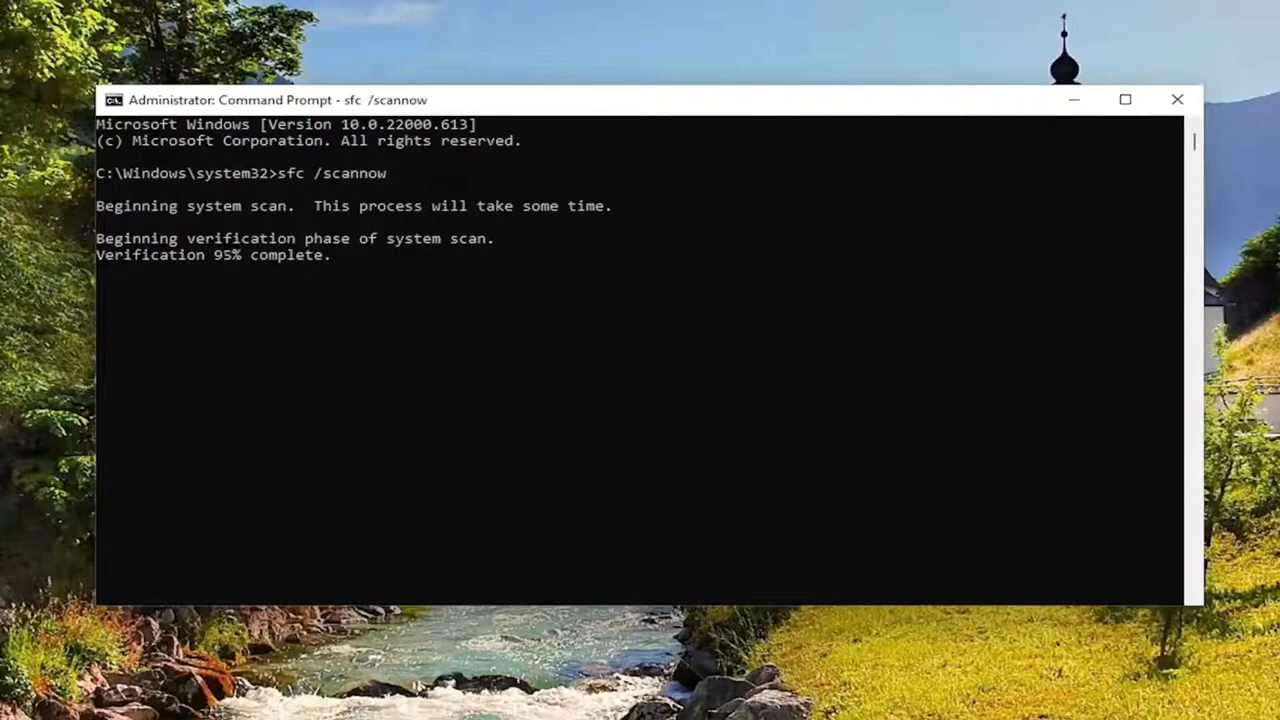 Administrator: Command Prompt - sfc /scannow
Microsoft Windows [Version 10.0.22000.613]
(c) Microsoft Corporation. All rights reserved.
C:\Windows\system32>sfc /scannow
Beginning system scan.  This process will take some time.
Beginning verification phase of system scan.
Verification 95% complete.